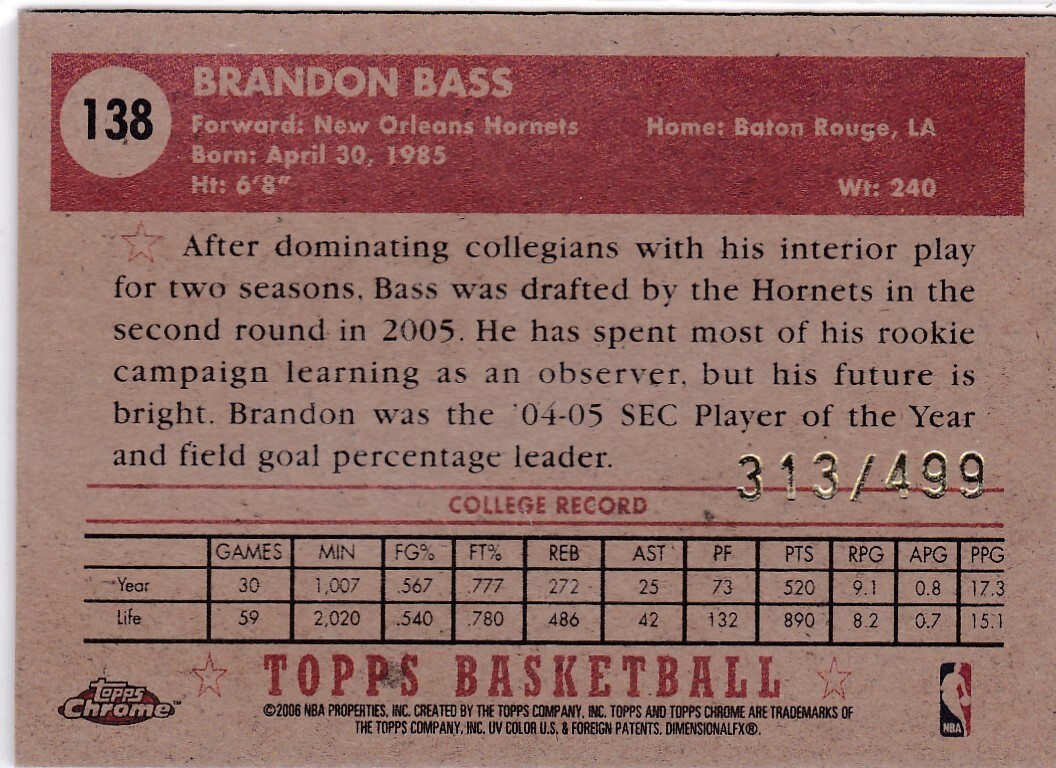 138
BRANDON BASS
Forward: New Orleans Hornets Home: Baton Rouge, LA
Born: April 30, 1985
Ht: 6'8" Wt: 240
After dominating collegians with his interior play
for two seasons, Bass was drafted by the Hornets in the
second round in 2005. He has spent most of his rookie
campaign learning as an observer, but his future is
bright. Brandon was the '04-05 SEC Player of the Year
and field goal percentage leader.
313/499
COLLEGE RECORD
GAMES MIN FG% FT% REB AST PF PTS RPG APG PPG
Year 30 1,007 .567 .777 272 25 73 520 9.1 0.8 17.3
Life 59 2,020 .540 .780 486 42 132 890 8.2 0.7 15.1
TOPPS BASKETBALL
Topps Chrome
©2006 NBA PROPERTIES, INC. CREATED BY THE TOPPS COMPANY, INC. TOPPS AND TOPPS CHROME ARE TRADEMARKS OF
THE TOPPS COMPANY, INC. UV COLOR U.S. & FOREIGN PATENTS. DIMENSIONALFX®.
NBA